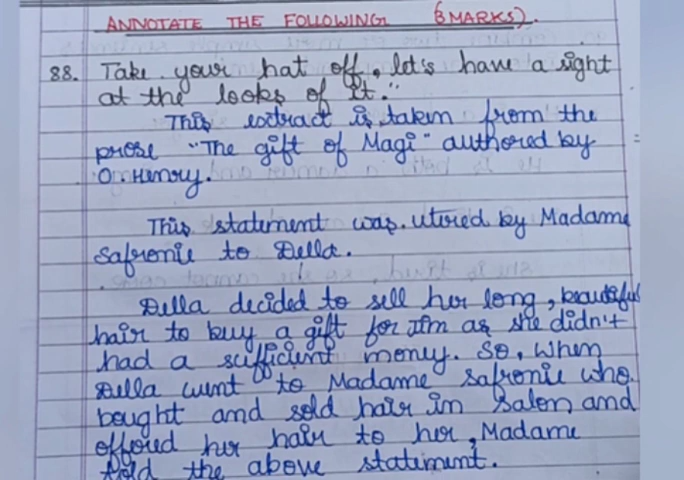 ANNOTATE THE FOLLOWING (3 MARKS).
88. Take your hat off, let's have a sight
at the looks of it."
This extract is taken from the
prose "The gift of Magi" authored by
O Henry.
This statement was utored by Madame
Safronie to Della.
Della decided to sell her long, beautiful
hair to buy a gift for Jim as she didn't
had a sufficient money. So, when
Della went to Madame Safronie who
bought and sold hair in Salon and
offored her hair to her, Madame
told the above statement.